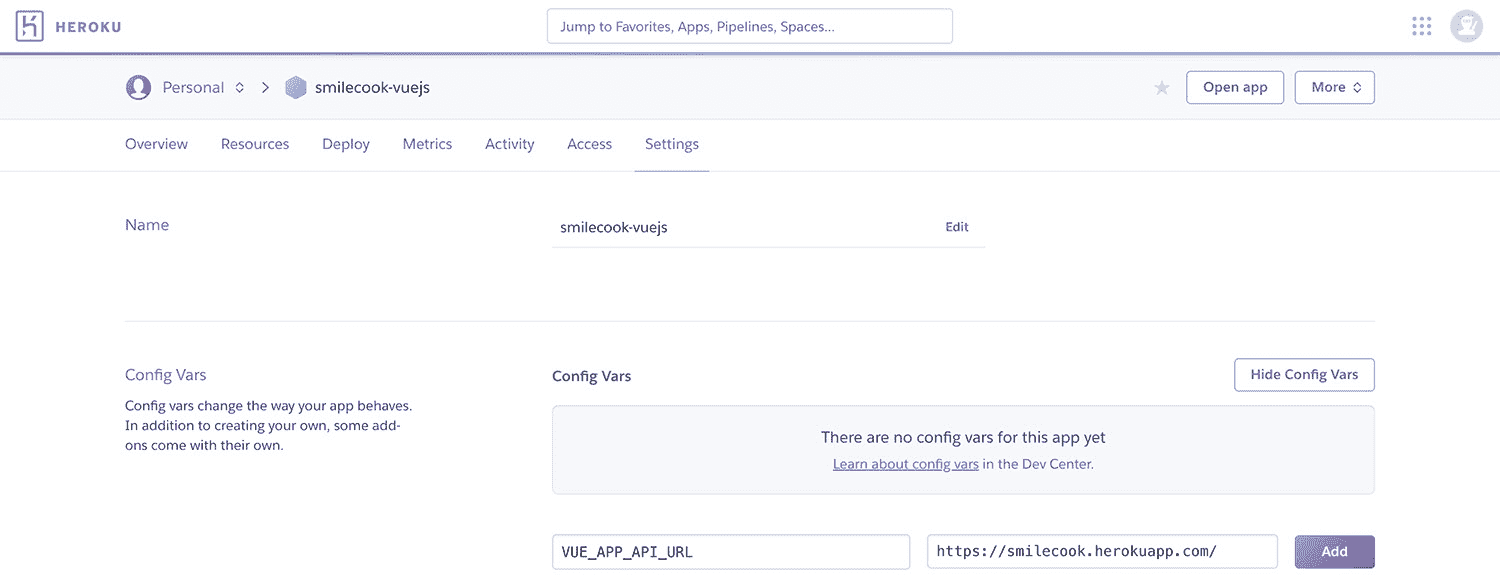 HEROKU
Jump to Favorites, Apps, Pipelines, Spaces...
Personal
smilecook-vuejs
Open app
More
Overview
Resources
Deploy
Metrics
Activity
Access
Settings
Name
smilecook-vuejs
Edit
Config Vars
Config vars change the way your app behaves.
In addition to creating your own, some add-
ons come with their own.
Config Vars
Hide Config Vars
There are no config vars for this app yet
Learn about config vars in the Dev Center.
VUE_APP_API_URL
https://smilecook.herokuapp.com/
Add